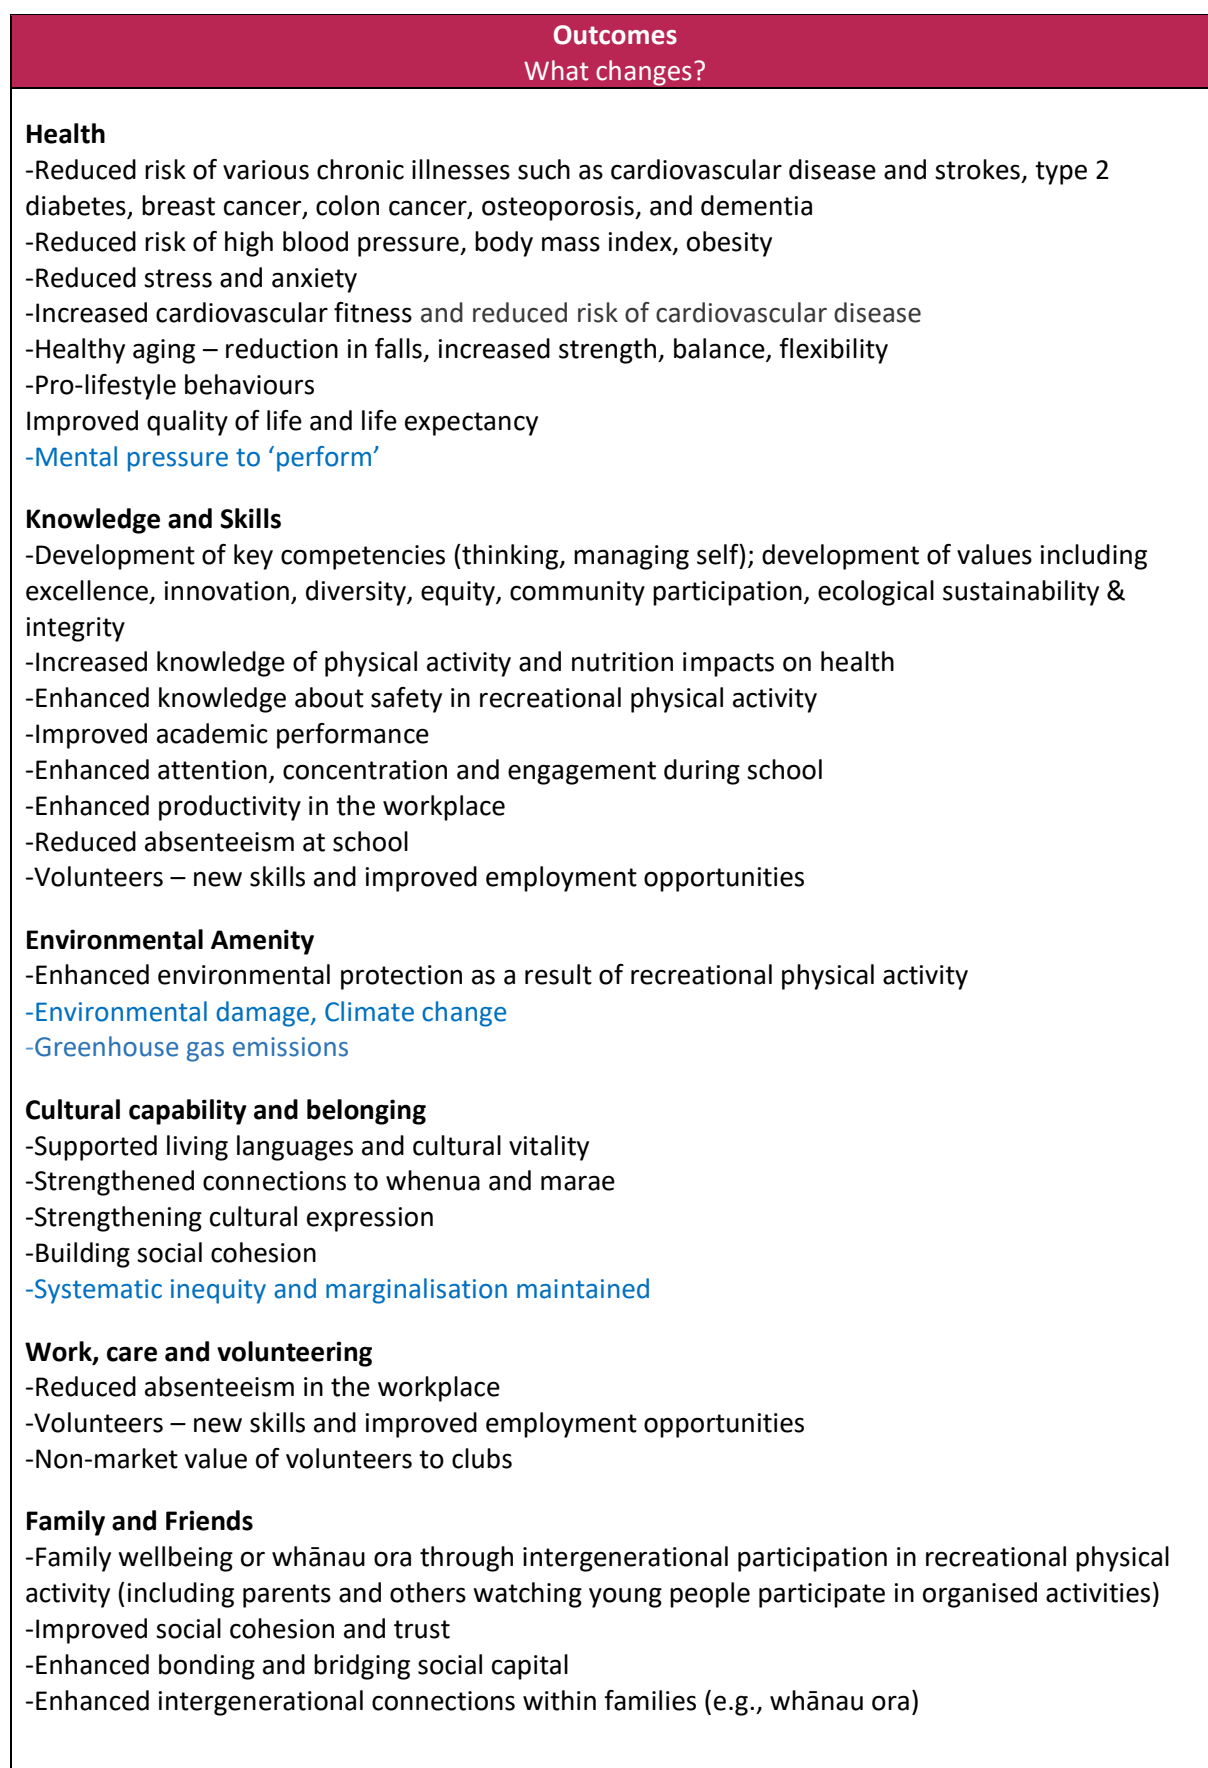 Outcomes
What changes?
Health
-Reduced risk of various chronic illnesses such as cardiovascular disease and strokes, type 2
diabetes, breast cancer, colon cancer, osteoporosis, and dementia
-Reduced risk of high blood pressure, body mass index, obesity
-Reduced stress and anxiety
-Increased cardiovascular fitness and reduced risk of cardiovascular disease
-Healthy aging – reduction in falls, increased strength, balance, flexibility
-Pro-lifestyle behaviours
Improved quality of life and life expectancy
-Mental pressure to ‘perform’
Knowledge and Skills
-Development of key competencies (thinking, managing self); development of values including
excellence, innovation, diversity, equity, community participation, ecological sustainability &
integrity
-Increased knowledge of physical activity and nutrition impacts on health
-Enhanced knowledge about safety in recreational physical activity
-Improved academic performance
-Enhanced attention, concentration and engagement during school
-Enhanced productivity in the workplace
-Reduced absenteeism at school
-Volunteers – new skills and improved employment opportunities
Environmental Amenity
-Enhanced environmental protection as a result of recreational physical activity
-Environmental damage, Climate change
-Greenhouse gas emissions
Cultural capability and belonging
-Supported living languages and cultural vitality
-Strengthened connections to whenua and marae
-Strengthening cultural expression
-Building social cohesion
-Systematic inequity and marginalisation maintained
Work, care and volunteering
-Reduced absenteeism in the workplace
-Volunteers – new skills and improved employment opportunities
-Non-market value of volunteers to clubs
Family and Friends
-Family wellbeing or whānau ora through intergenerational participation in recreational physical
activity (including parents and others watching young people participate in organised activities)
-Improved social cohesion and trust
-Enhanced bonding and bridging social capital
-Enhanced intergenerational connections within families (e.g., whānau ora)